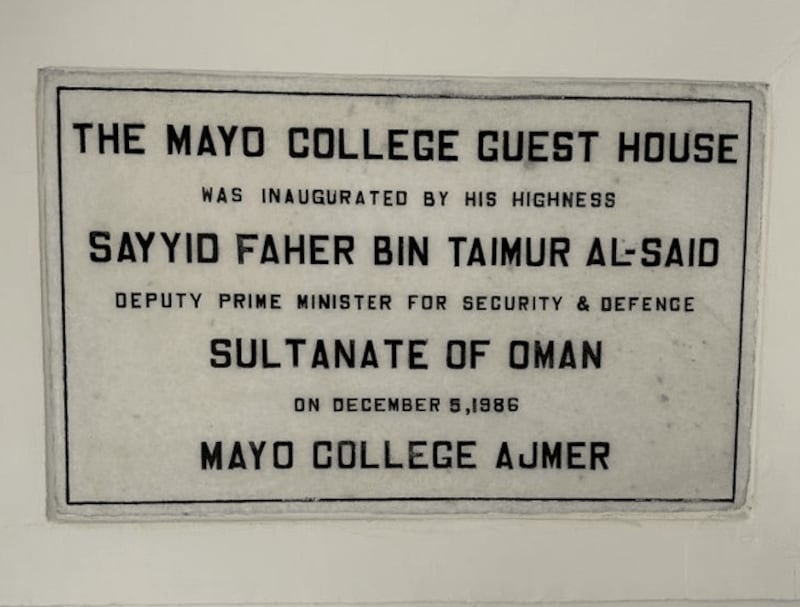 THE MAYO COLLEGE GUEST HOUSE
WAS INAUGURATED BY HIS HIGHNESS
SAYYID FAHER BIN TAIMUR AL-SAID
DEPUTY PRIME MINISTER FOR SECURITY & DEFENCE
SULTANATE OF OMAN
ON DECEMBER 5,1986
MAYO COLLEGE AJMER